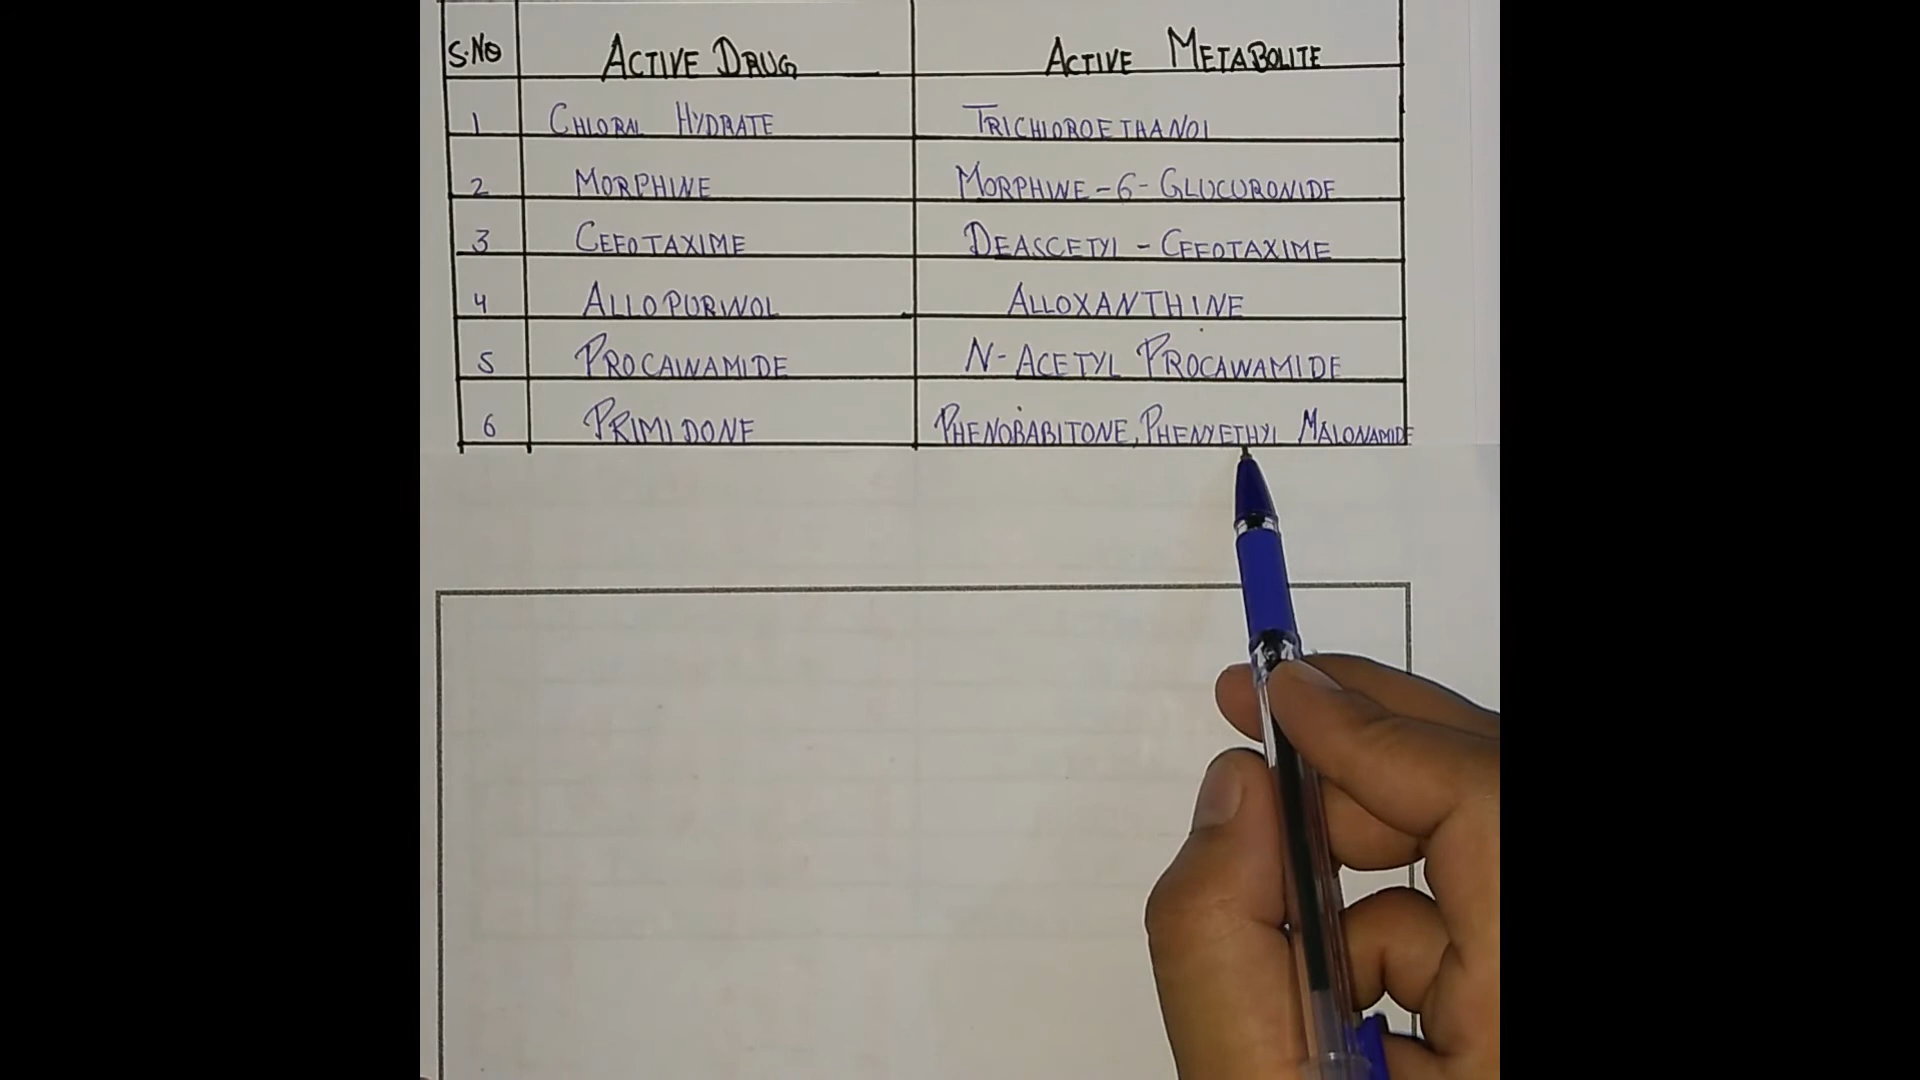 S.NO ACTIVE DRUG ACTIVE METABOLITE
1 CHLORAL HYDRATE TRICHLOROETHANOL
2 MORPHINE MORPHINE-6-GLUCURONIDE
3 CEFOTAXIME DEASCETYL-CEFOTAXIME
4 ALLOPURINOL ALLOXANTHINE
5 PROCAINAMIDE N-ACETYL PROCAINAMIDE
6 PRIMIDONE PHENOBABITONE, PHENYETHYL MALONAMIDE